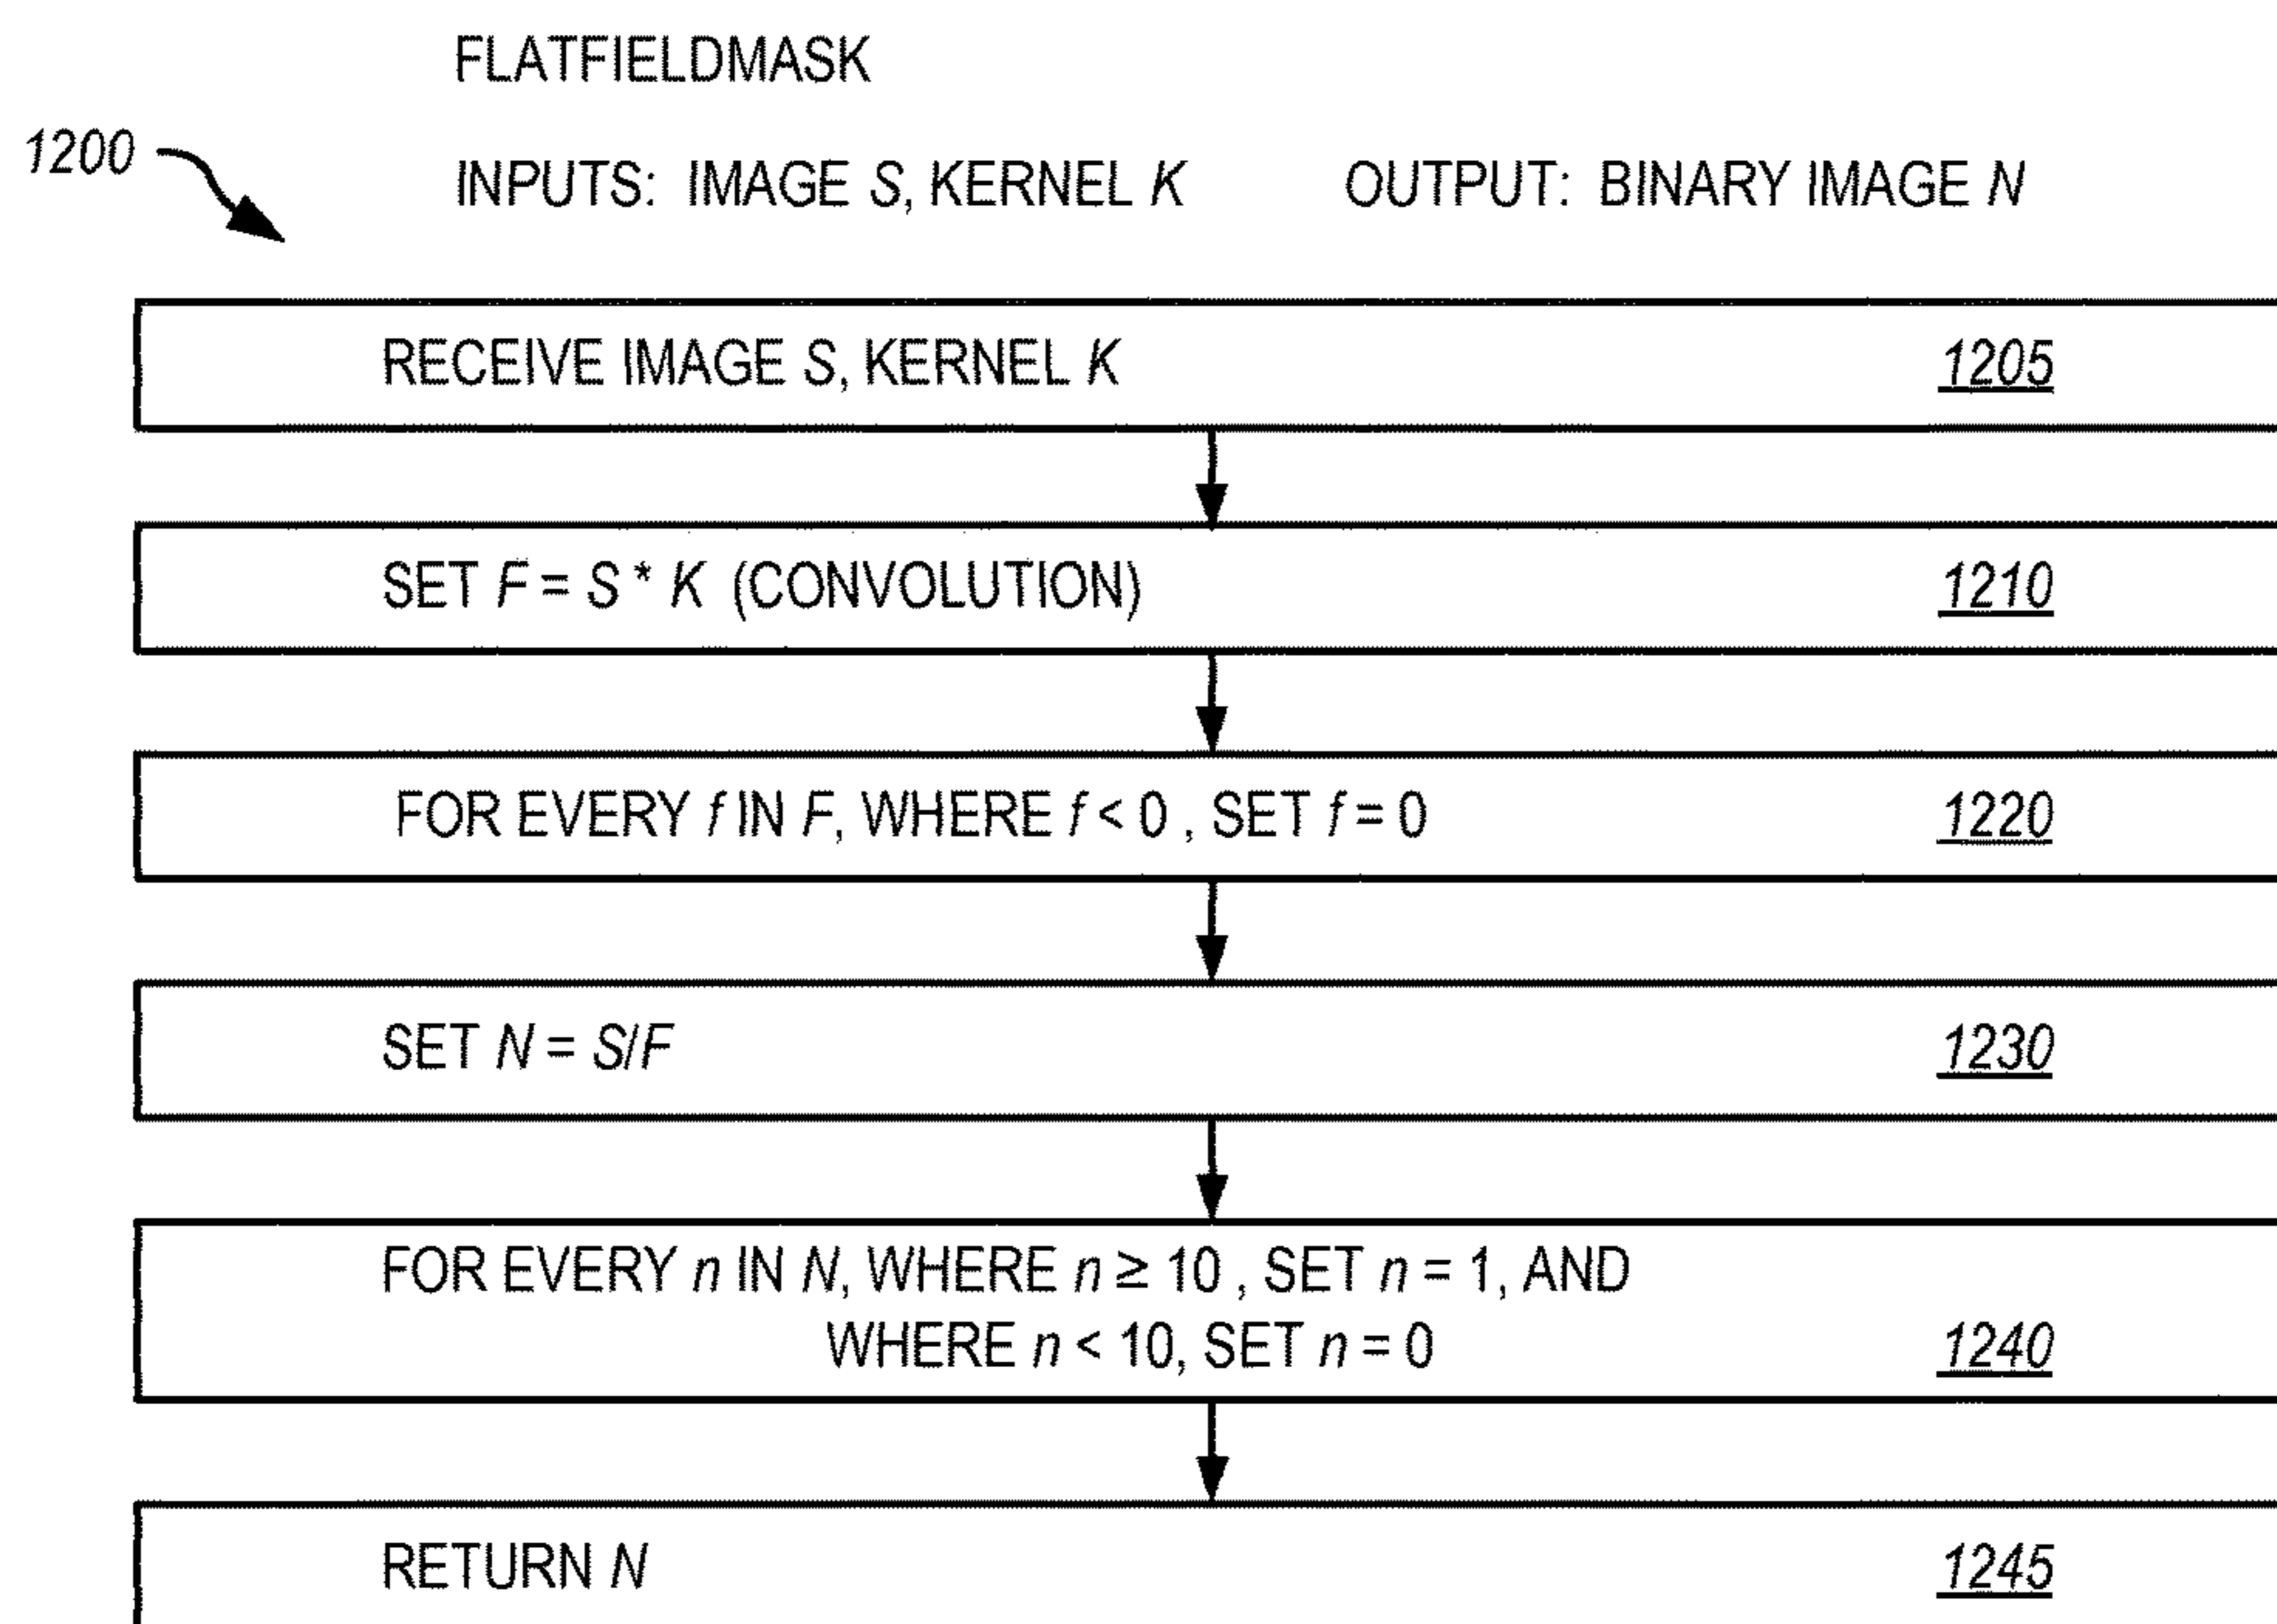 FLATFIELDMASK
1200
INPUTS: IMAGE S, KERNEL K OUTPUT: BINARY IMAGE N
RECEIVE IMAGE S, KERNEL K 1205
SET F = S * K (CONVOLUTION) 1210
FOR EVERY f IN F, WHERE f < 0 , SET f = 0 1220
SET N = S/F 1230
FOR EVERY n IN N, WHERE n ≥ 10 , SET n = 1, AND
WHERE n < 10, SET n = 0 1240
RETURN N 1245